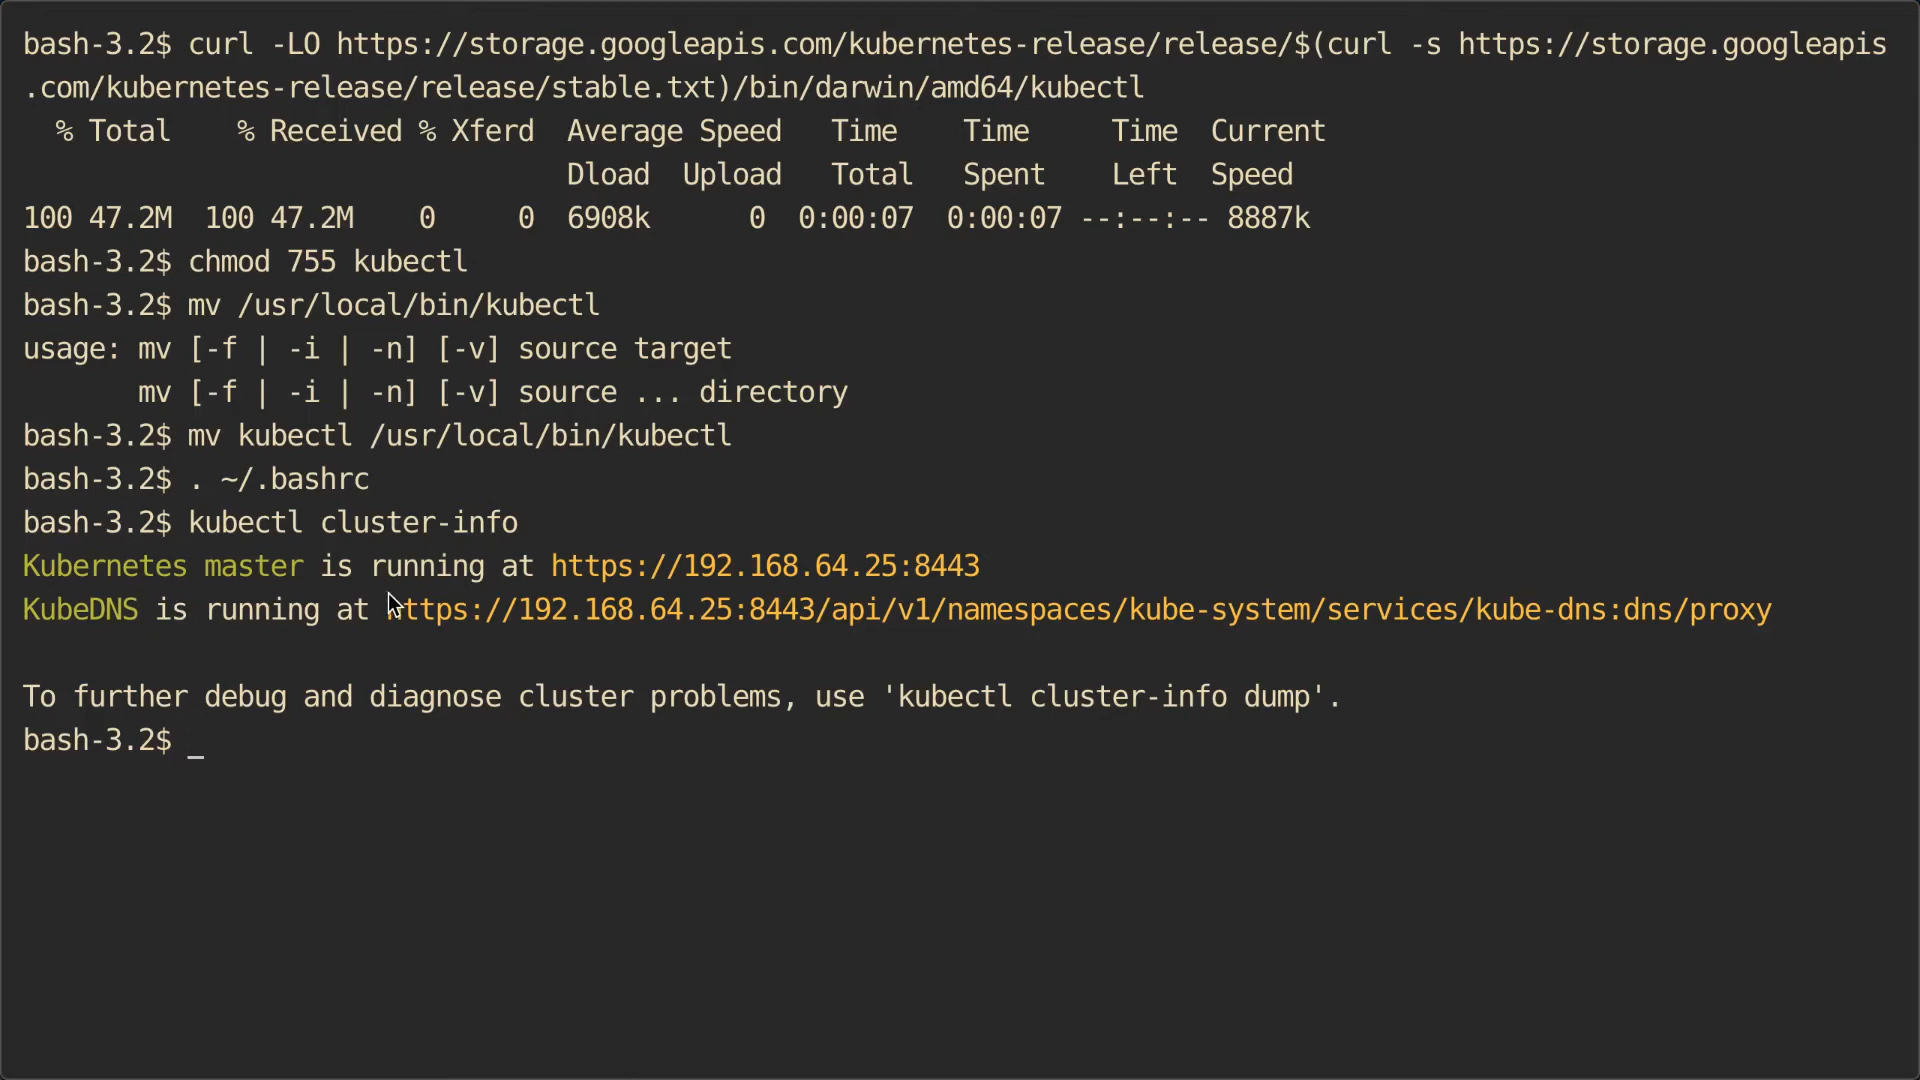 bash-3.2$ curl -LO https://storage.googleapis.com/kubernetes-release/release/$(curl -s https://storage.googleapis
.com/kubernetes-release/release/stable.txt)/bin/darwin/amd64/kubectl
  % Total    % Received % Xferd  Average Speed   Time    Time     Time  Current
                                 Dload  Upload   Total   Spent    Left  Speed
100 47.2M  100 47.2M    0     0  6908k      0  0:00:07  0:00:07 --:--:-- 8887k
bash-3.2$ chmod 755 kubectl
bash-3.2$ mv /usr/local/bin/kubectl
usage: mv [-f | -i | -n] [-v] source target
       mv [-f | -i | -n] [-v] source ... directory
bash-3.2$ mv kubectl /usr/local/bin/kubectl
bash-3.2$ . ~/.bashrc
bash-3.2$ kubectl cluster-info
Kubernetes master is running at https://192.168.64.25:8443
KubeDNS is running at https://192.168.64.25:8443/api/v1/namespaces/kube-system/services/kube-dns:dns/proxy

To further debug and diagnose cluster problems, use 'kubectl cluster-info dump'.
bash-3.2$ _